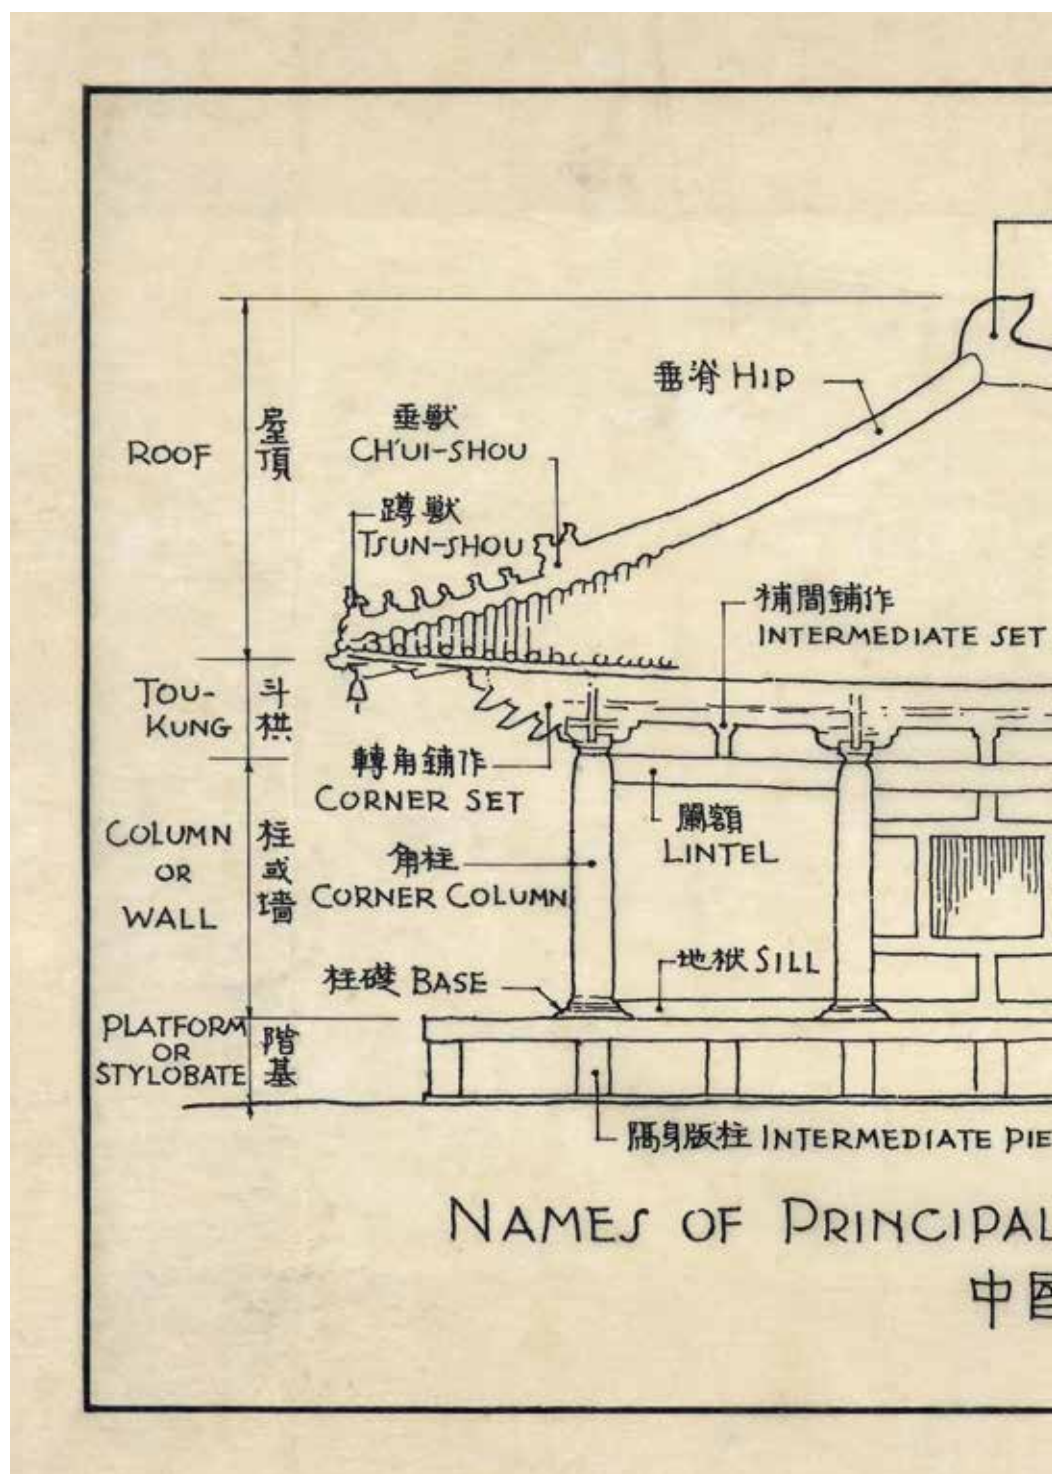 垂脊 HIP
垂獸
CH'UI-SHOU
ROOF
屋頂
蹲獸
TSUN-SHOU
補間鋪作
INTERMEDIATE SET
TOU-
KUNG
斗栱
轉角鋪作
CORNER SET
闌額
LINTEL
COLUMN
OR
WALL
柱或墻
角柱
CORNER COLUMN
地栿 SILL
柱礎 BASE
PLATFORM
OR
STYLOBATE
階基
隔身版柱 INTERMEDIATE PIE
NAMES OF PRINCIPAL
中